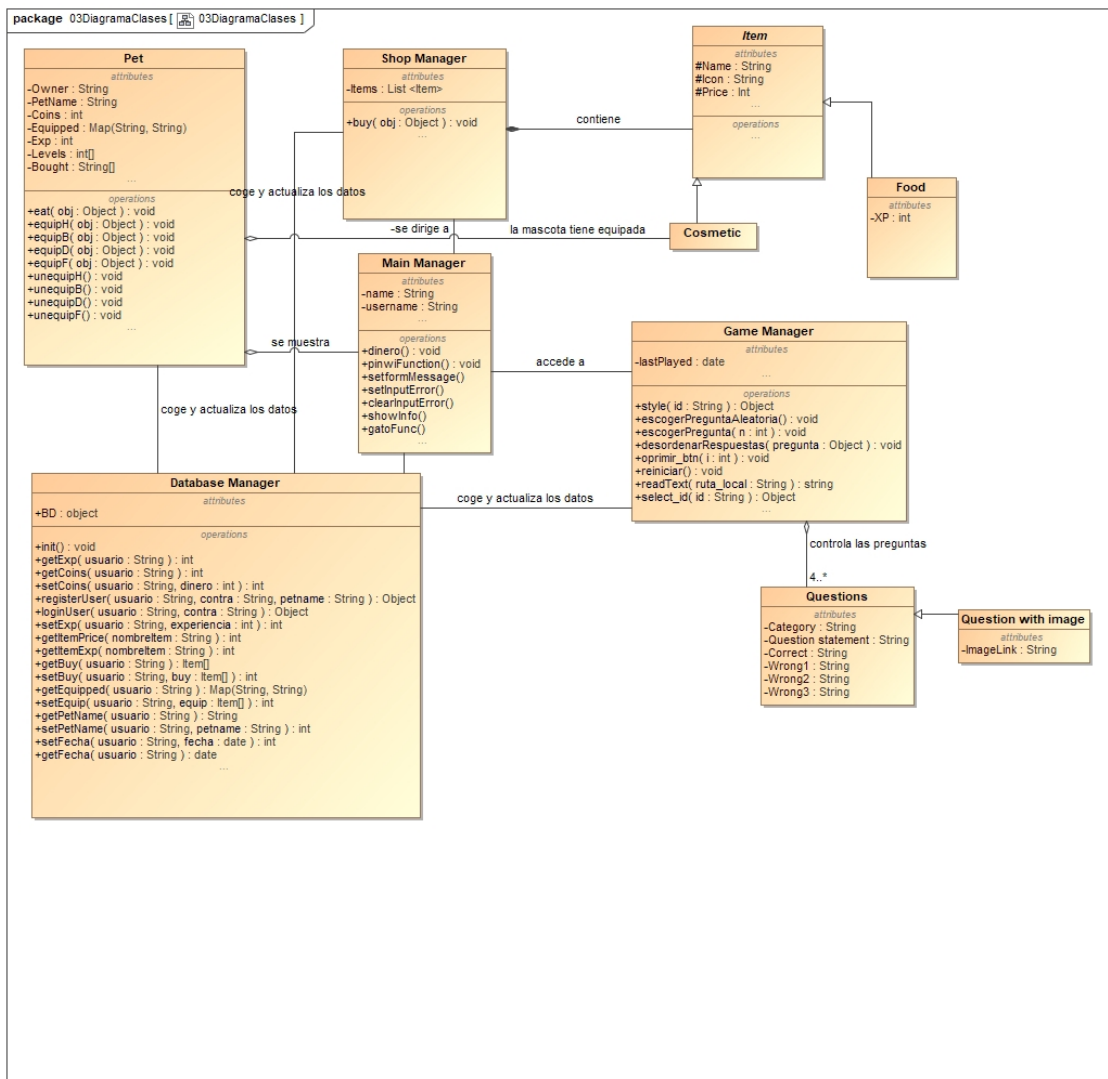 package 03DiagramaClases [ 03DiagramaClases ]
Pet
attributes
-Owner : String
-PetName : String
-Coins : int
-Equipped : Map(String, String)
-Exp : int
-Levels : int[]
-Bought : String[]
...
operations
+eat( obj : Object ) : void
+equipH( obj : Object ) : void
+equipB( obj : Object ) : void
+equipD( obj : Object ) : void
+equipF( obj : Object ) : void
+unequipH() : void
+unequipB() : void
+unequipD() : void
+unequipF() : void
...
Shop Manager
attributes
-Items : List <Item>
operations
+buy( obj : Object ) : void
...
contiene
Item
attributes
#Name : String
#Icon : String
#Price : Int
...
operations
...
Food
attributes
-XP : int
Cosmetic
coge y actualiza los datos
-se dirige a
la mascota tiene equipada
Main Manager
attributes
-name : String
-username : String
...
operations
+dinero() : void
+pinwiFunction() : void
+setformMessage()
+setInputError()
+clearInputError()
+showInfo()
+gatoFunc()
...
se muestra
accede a
Game Manager
attributes
-lastPlayed : date
...
operations
+style( id : String ) : Object
+escogerPreguntaAleatoria() : void
+escogerPregunta( n : int ) : void
+desordenarRespuestas( pregunta : Object ) : void
+oprimir_btn( i : int ) : void
+reiniciar() : void
+readText( ruta_local : String ) : string
+select_id( id : String ) : Object
...
coge y actualiza los datos
Database Manager
attributes
+BD : object
operations
+init() : void
+getExp( usuario : String ) : int
+getCoins( usuario : String ) : int
+setCoins( usuario : String, dinero : int ) : int
+registerUser( usuario : String, contra : String, petname : String ) : Object
+loginUser( usuario : String, contra : String ) : Object
+setExp( usuario : String, experiencia : int ) : int
+getItemPrice( nombreItem : String ) : int
+getItemExp( nombreItem : String ) : int
+getBuy( usuario : String ) : Item[]
+setBuy( usuario : String, buy : Item[] ) : int
+getEquipped( usuario : String ) : Map(String, String)
+setEquip( usuario : String, equip : Item[] ) : int
+getPetName( usuario : String ) : String
+setPetName( usuario : String, petname : String ) : int
+setFecha( usuario : String, fecha : date ) : int
+getFecha( usuario : String ) : date
...
coge y actualiza los datos
controla las preguntas
4..*
Questions
attributes
-Category : String
-Question statement : String
-Correct : String
-Wrong1 : String
-Wrong2 : String
-Wrong3 : String
Question with image
attributes
-ImageLink : String